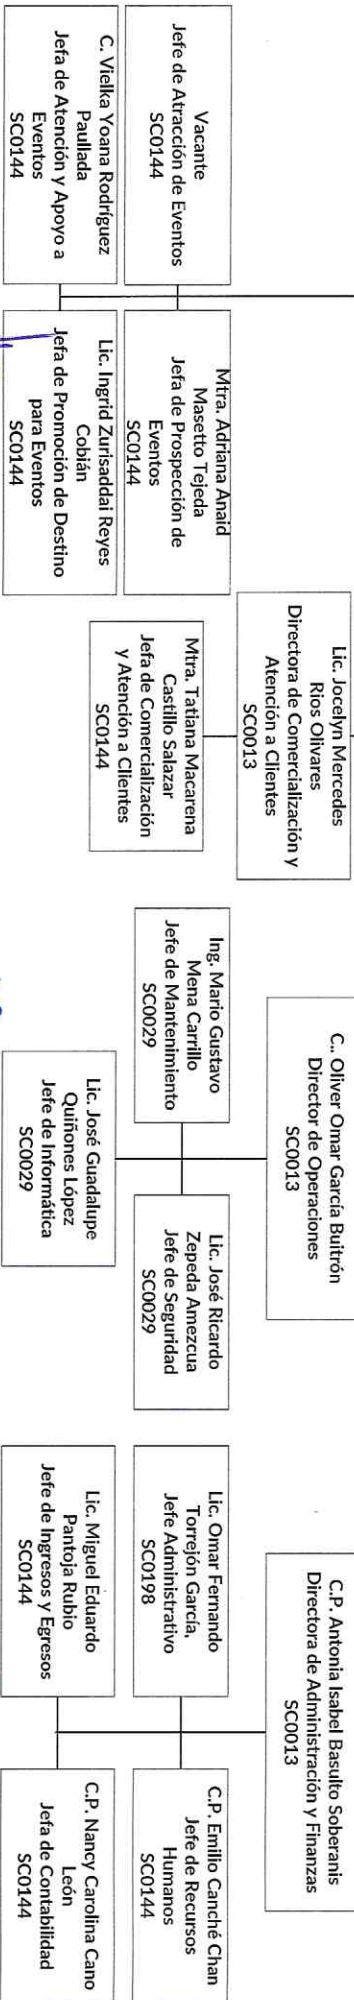 Lic. Jocelyn Mercedes
Rios Olivares
Directora de Comercialización y
Atención a Clientes
SC0013
C.. Oliver Omar García Buitrón
Director de Operaciones
SC0013
C.P. Antonia Isabel Basulto Soberanis
Directora de Administración y Finanzas
SC0013
Vacante
Jefe de Atracción de Eventos
SC0144
Mtra. Adriana Anaid
Masetto Tejeda
Jefa de Prospección de
Eventos
SC0144
Mtra. Tatiana Macarena
Castillo Salazar
Jefa de Comercialización
y Atención a Clientes
SC0144
Ing. Mario Gustavo
Mena Carrillo
Jefe de Mantenimiento
SC0029
Lic. José Ricardo
Zepeda Amezcua
Jefe de Seguridad
SC0029
Lic. Omar Fernando
Torrejón García,
Jefe Administrativo
SC0198
C.P. Emilio Canché Chan
Jefe de Recursos
Humanos
SC0144
C. Vielka Yoana Rodríguez
Paullada
Jefa de Atención y Apoyo a
Eventos
SC0144
Lic. Ingrid Zurisaddai Reyes
Cobián
Jefa de Promoción de Destino
para Eventos
SC0144
Lic. José Guadalupe
Quiñones López
Jefe de Informática
SC0029
Lic. Miguel Eduardo
Pantoja Rubio
Jefe de Ingresos y Egresos
SC0144
C.P. Nancy Carolina Cano
León
Jefa de Contabilidad
SC0144